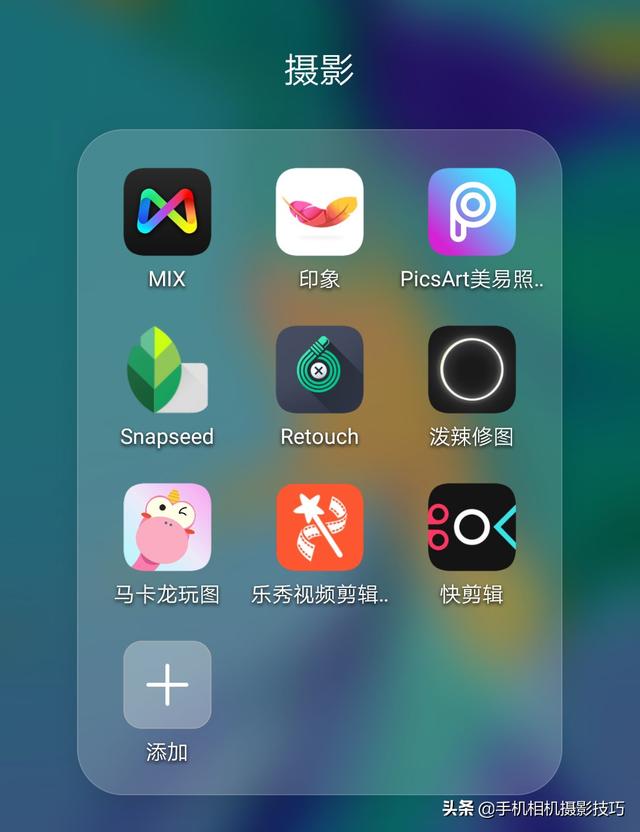 摄影
MIX
印象
PicsArt美易照..
Snapseed
Retouch
泼辣修图
马卡龙玩图
乐秀视频剪辑..
快剪辑
添加
头条 @手机相机摄影技巧